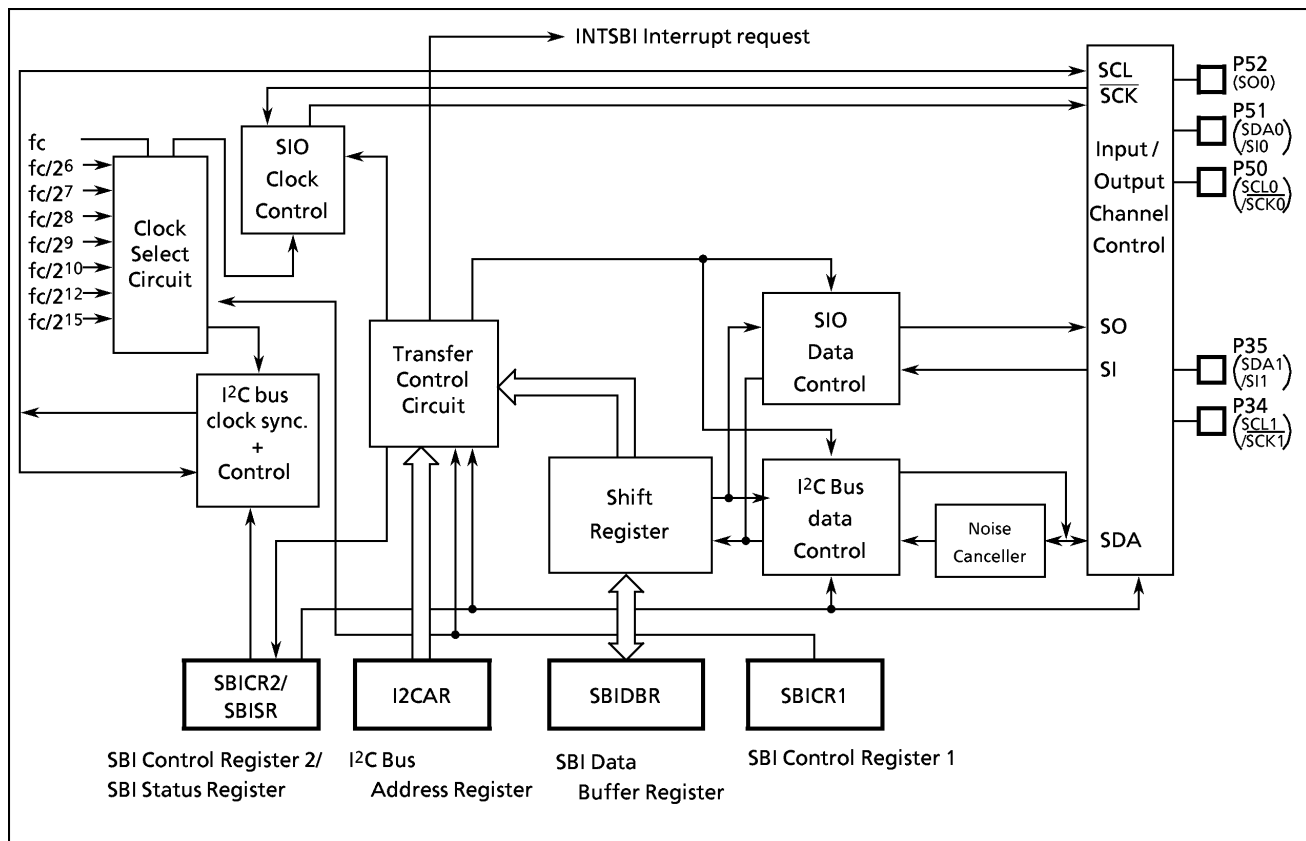 INTSBI Interrupt request
SCL
SCK
Input /
Output
Channel
Control
SO
SI
SDA
P52
(SO0)
P51
(SDA0
/SI0)
P50
(SCL0
/SCK0)
P35
(SDA1
/SI1)
P34
(SCL1
/SCK1)
fc
fc/2⁶
fc/2⁷
fc/2⁸
fc/2⁹
fc/2¹⁰
fc/2¹²
fc/2¹⁵
Clock
Select
Circuit
SIO
Clock
Control
I²C bus
clock sync.
+
Control
Transfer
Control
Circuit
SIO
Data
Control
Shift
Register
I²C Bus
data
Control
Noise
Canceller
SBICR2/
SBISR
I2CAR
SBIDBR
SBICR1
SBI Control Register 2/
SBI Status Register
I²C Bus
Address Register
SBI Data
Buffer Register
SBI Control Register 1